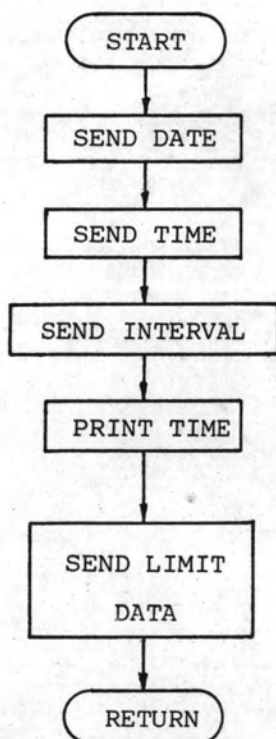 START
SEND DATE
SEND TIME
SEND INTERVAL
PRINT TIME
SEND LIMIT
DATA
RETURN